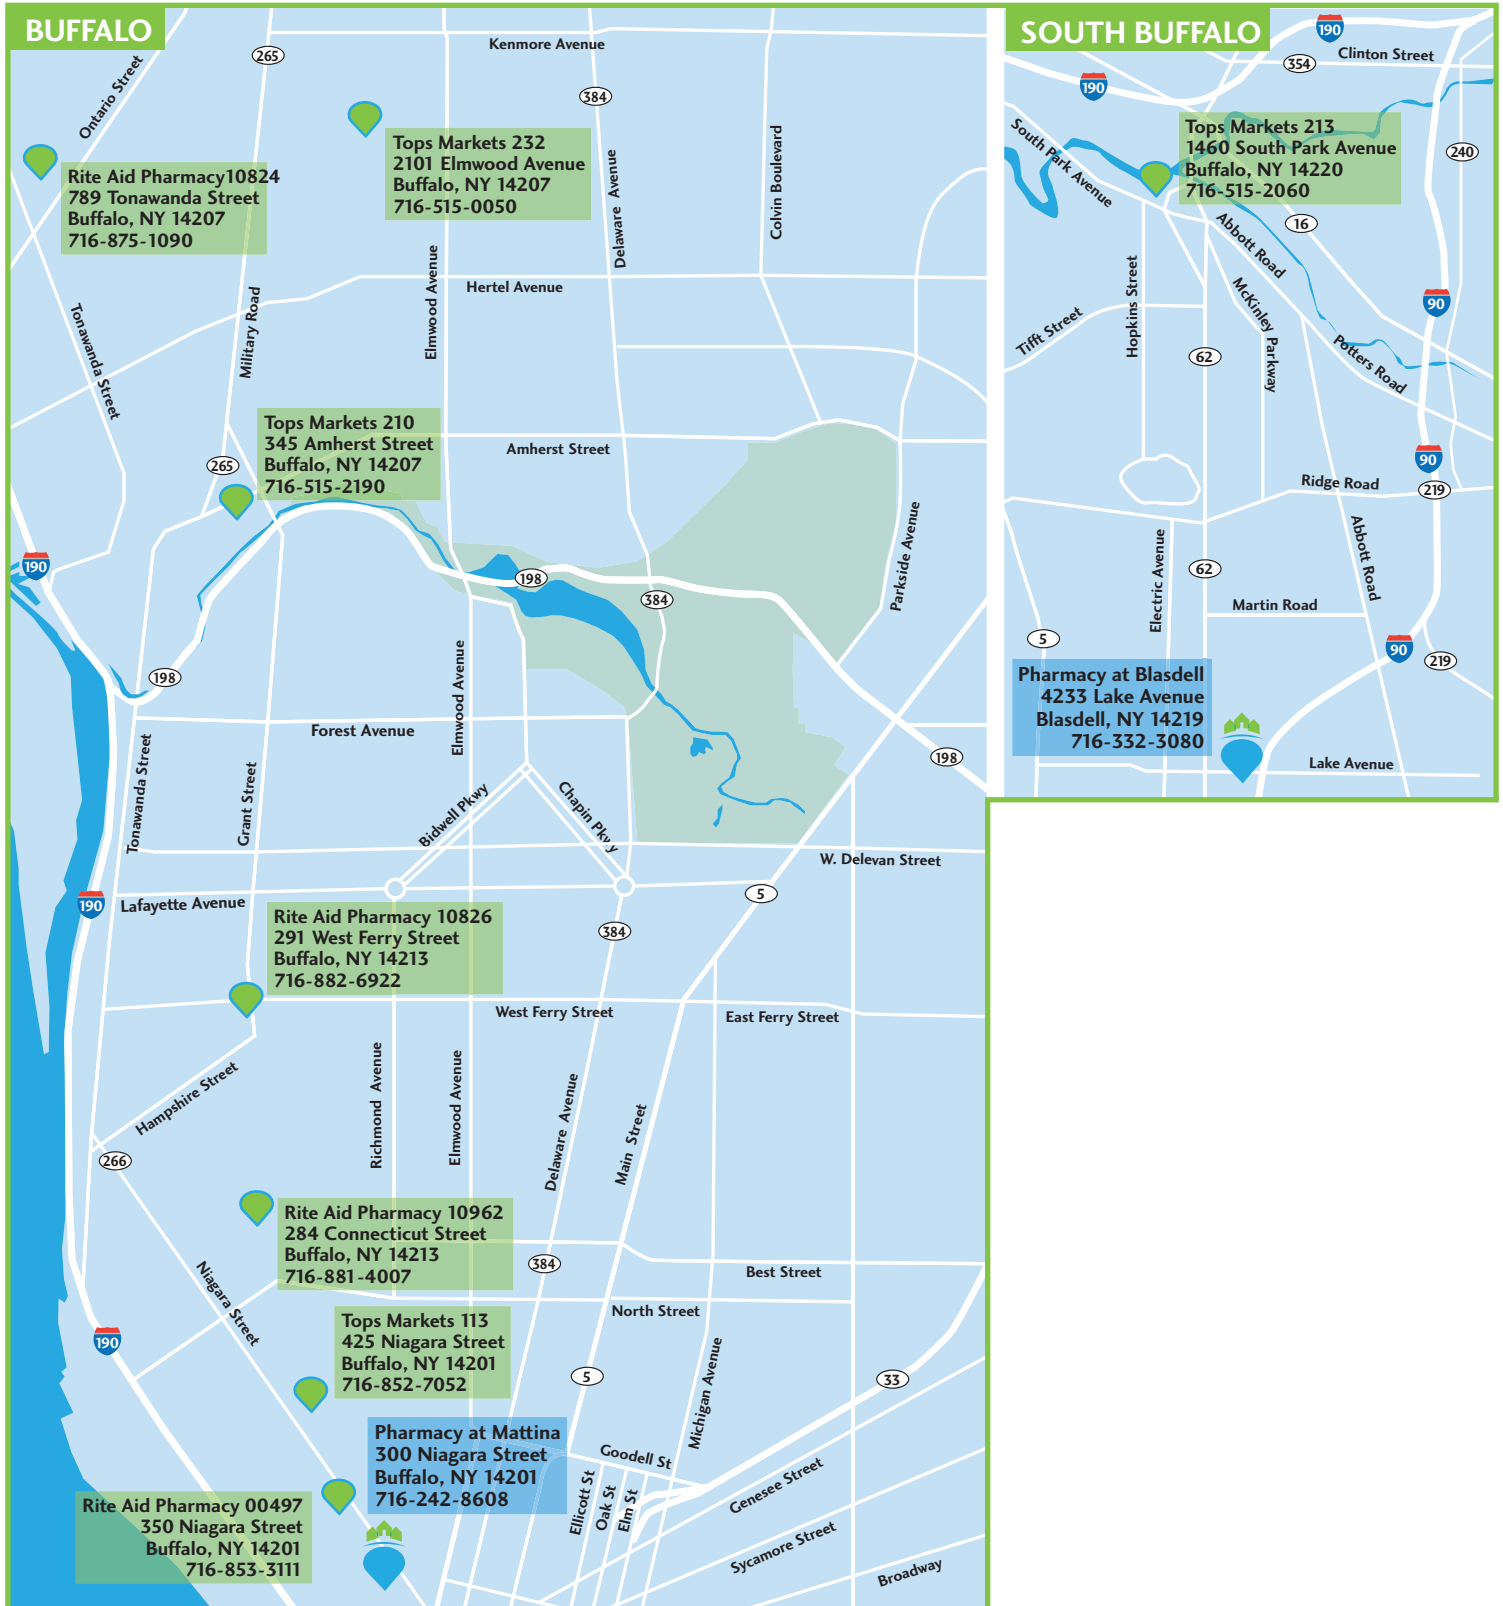 BUFFALO
Kenmore Avenue
265
Ontario Street
384
Tops Markets 232
2101 Elmwood Avenue
Buffalo, NY 14207
716-515-0050
Rite Aid Pharmacy10824
789 Tonawanda Street
Buffalo, NY 14207
716-875-1090
Delaware Avenue
Colvin Boulevard
Elmwood Avenue
Hertel Avenue
Military Road
Tonawanda Street
Tops Markets 210
345 Amherst Street
Buffalo, NY 14207
716-515-2190
Amherst Street
265
Parkside Avenue
190
198
384
198
Elmwood Avenue
Forest Avenue
198
Tonawanda Street
Grant Street
Bidwell Pkwy
Chapin Pkwy
W. Delevan Street
190
Lafayette Avenue
5
Rite Aid Pharmacy 10826
291 West Ferry Street
Buffalo, NY 14213
716-882-6922
384
West Ferry Street
East Ferry Street
Hampshire Street
Richmond Avenue
Elmwood Avenue
Delaware Avenue
Main Street
266
Rite Aid Pharmacy 10962
284 Connecticut Street
Buffalo, NY 14213
716-881-4007
384
Best Street
Niagara Street
North Street
190
Tops Markets 113
425 Niagara Street
Buffalo, NY 14201
716-852-7052
5
Michigan Avenue
33
Pharmacy at Mattina
300 Niagara Street
Buffalo, NY 14201
716-242-8608
Goodell St
Ellicott St
Oak St
Elm St
Genesee Street
Rite Aid Pharmacy 00497
350 Niagara Street
Buffalo, NY 14201
716-853-3111
Sycamore Street
Broadway
SOUTH BUFFALO
190
354
Clinton Street
190
South Park Avenue
Tops Markets 213
1460 South Park Avenue
Buffalo, NY 14220
716-515-2060
240
16
Abbott Road
Hopkins Street
McKinley Parkway
90
Tifft Street
62
Potters Road
90
Ridge Road
219
Abbott Road
Electric Avenue
62
Martin Road
5
90
219
Pharmacy at Blasdell
4233 Lake Avenue
Blasdell, NY 14219
716-332-3080
Lake Avenue